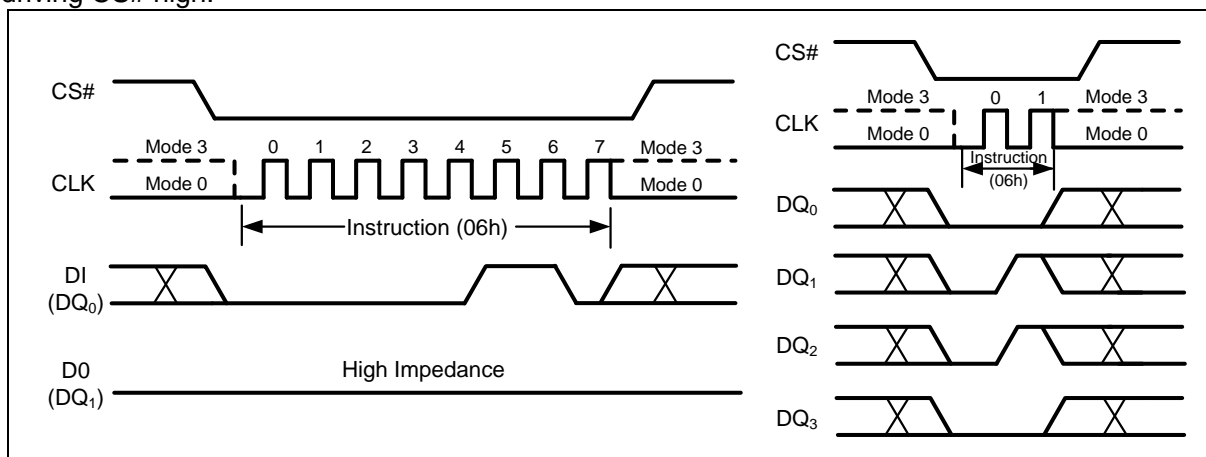 driving CS# high.
CS#
Mode 3 0 1 2 3 4 5 6 7 Mode 3
CLK
Mode 0 Mode 0
Instruction (06h)
DI
(DQ0)
D0
(DQ1)
High Impedance
CS#
Mode 3 0 1 Mode 3
CLK
Mode 0 Mode 0
Instruction
(06h)
DQ0
DQ1
DQ2
DQ3